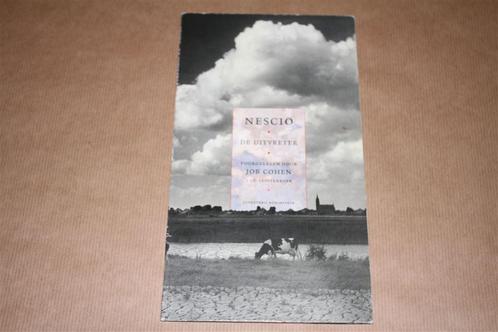 NESCIO
DE UITVRETER
VOORGELEZEN DOOR
JOB COHEN